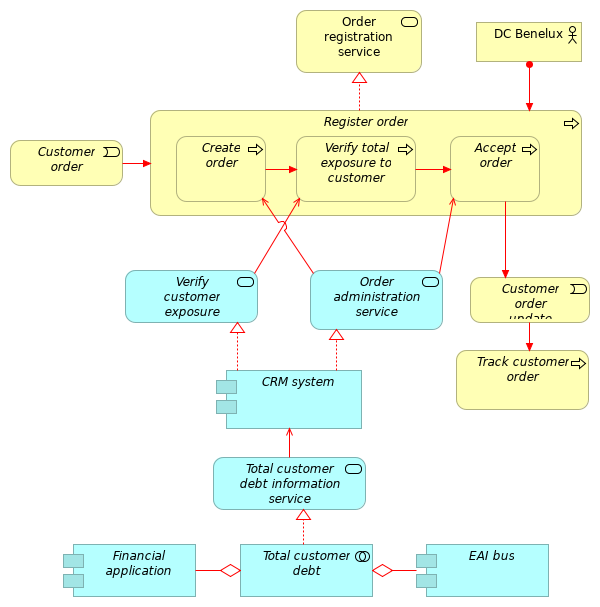 Order
registration
service
DC Benelux
Register order
Customer
order
Create
order
Verify total
exposure to
customer
Accept
order
Verify
customer
exposure
Order
administration
service
Customer
order
update
Track customer
order
CRM system
Total customer
debt information
service
Financial
application
Total customer
debt
EAI bus